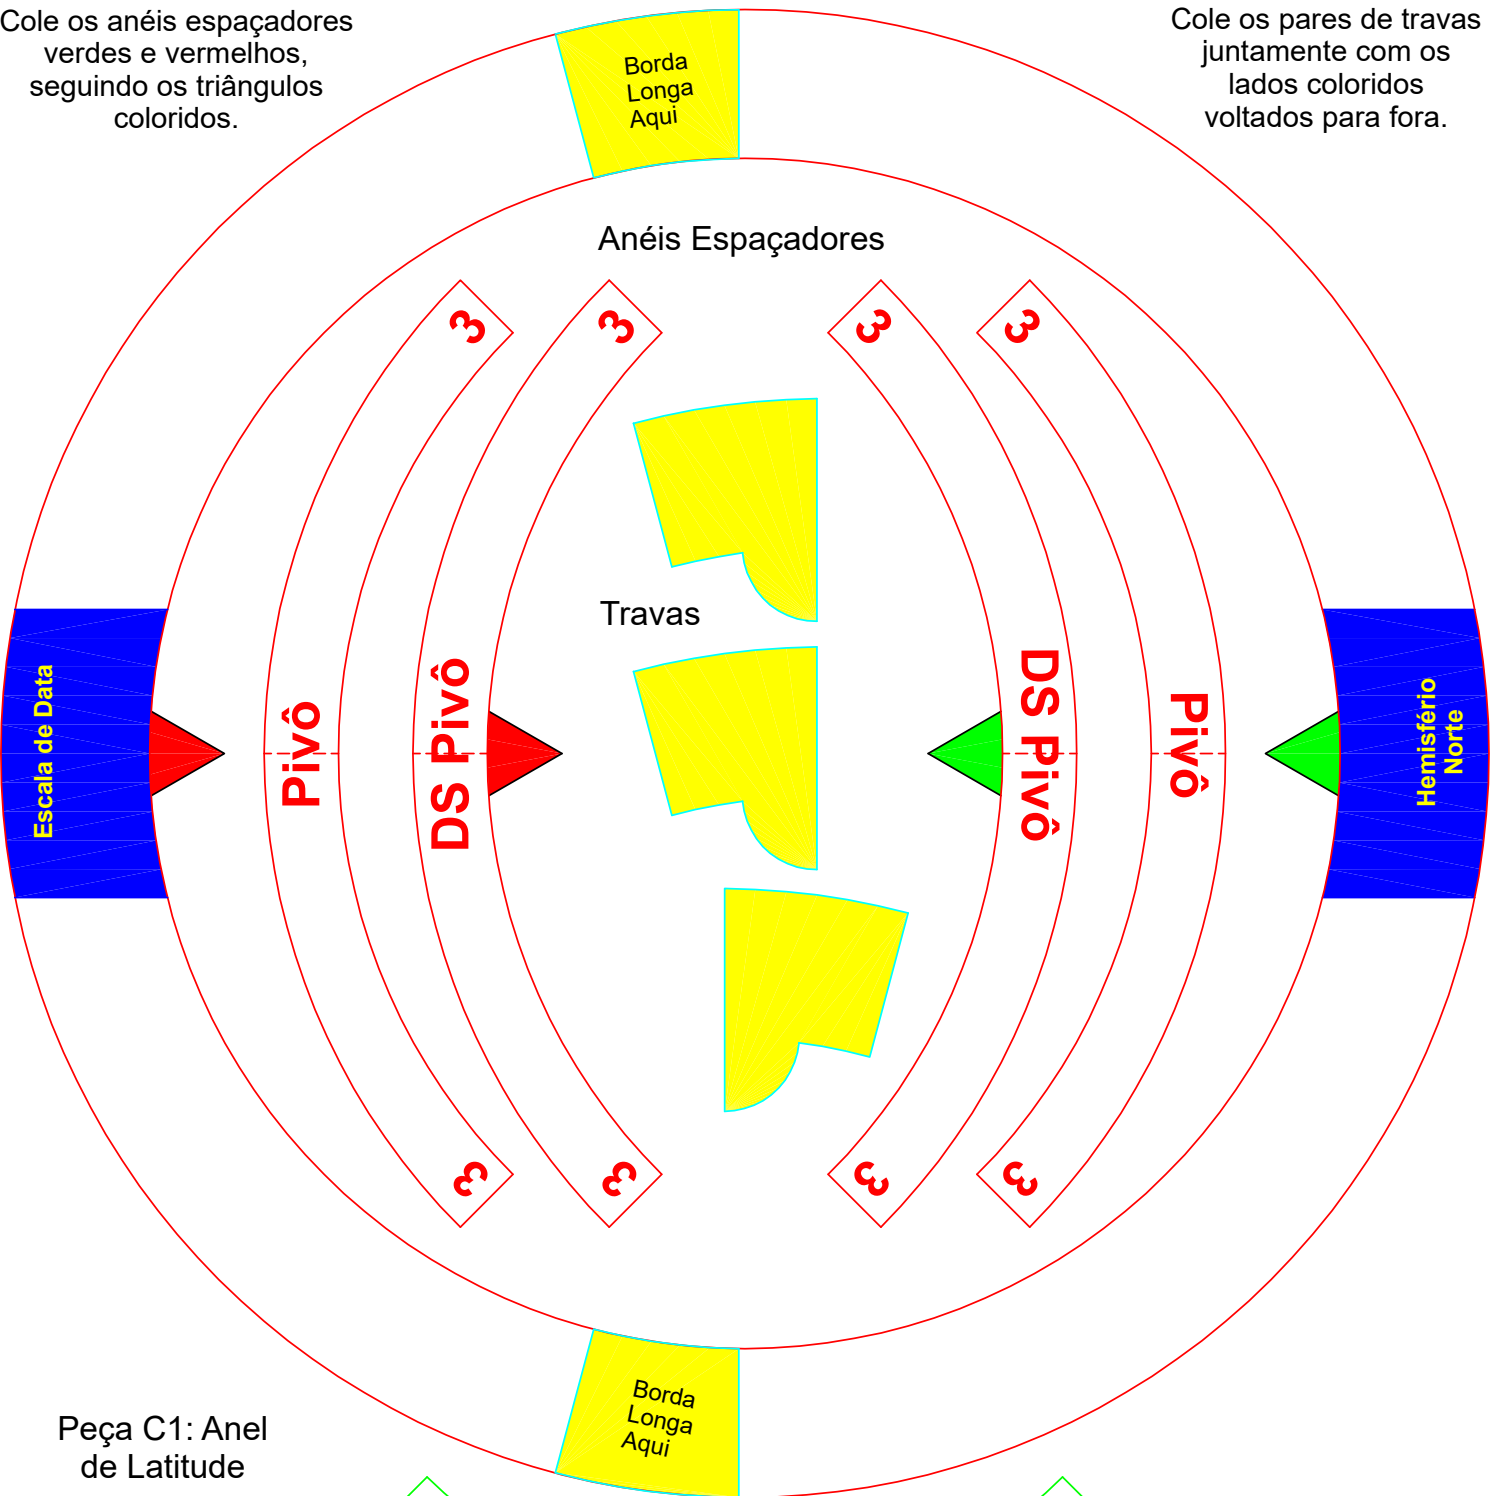 Cole os anéis espaçadores
verdes e vermelhos,
seguindo os triângulos
coloridos.
Cole os pares de travas
juntamente com os
lados coloridos
voltados para fora.
Borda
Longa
Aqui
Anéis Espaçadores
3
3
3
3
Travas
Escala de Data
Pivô
DS Pivô
DS Pivô
Pivô
Hemisfério
Norte
3
3
3
3
Borda
Longa
Aqui
Peça C1: Anel
de Latitude